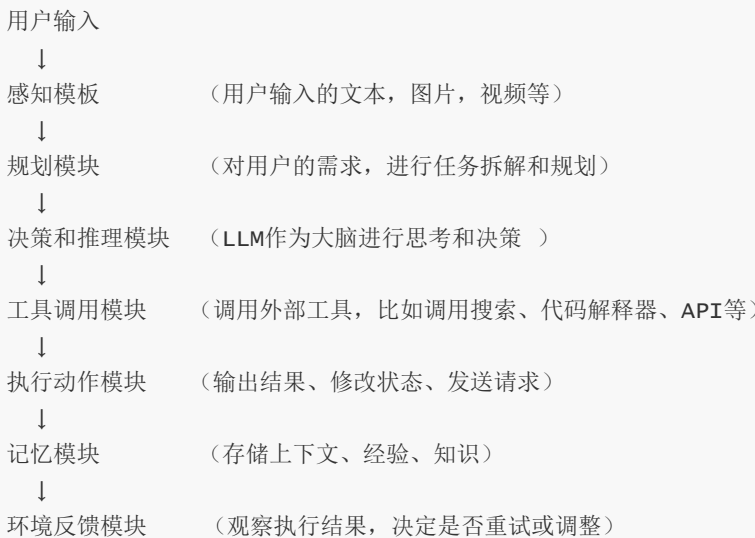 用户输入
↓
感知模板 （用户输入的文本，图片，视频等）
↓
规划模块 （对用户的需求，进行任务拆解和规划）
↓
决策和推理模块 （LLM作为大脑进行思考和决策 ）
↓
工具调用模块 （调用外部工具，比如调用搜索、代码解释器、API等）
↓
执行动作模块 （输出结果、修改状态、发送请求）
↓
记忆模块 （存储上下文、经验、知识）
↓
环境反馈模块 （观察执行结果，决定是否重试或调整）